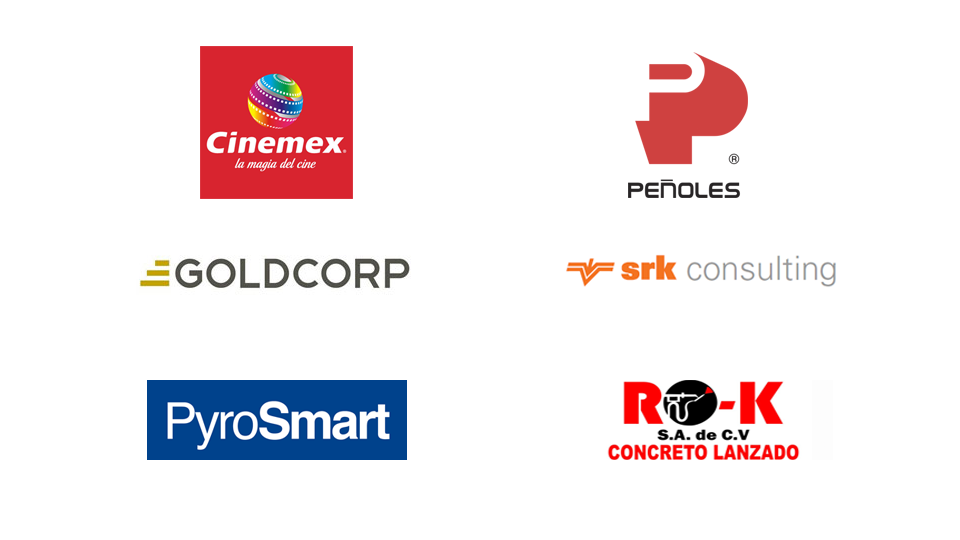 Cinemex®
la magia del cine
®
PEÑOLES
GOLDCORP
srk consulting
PyroSmart
RO-K
S.A. de C.V
CONCRETO LANZADO